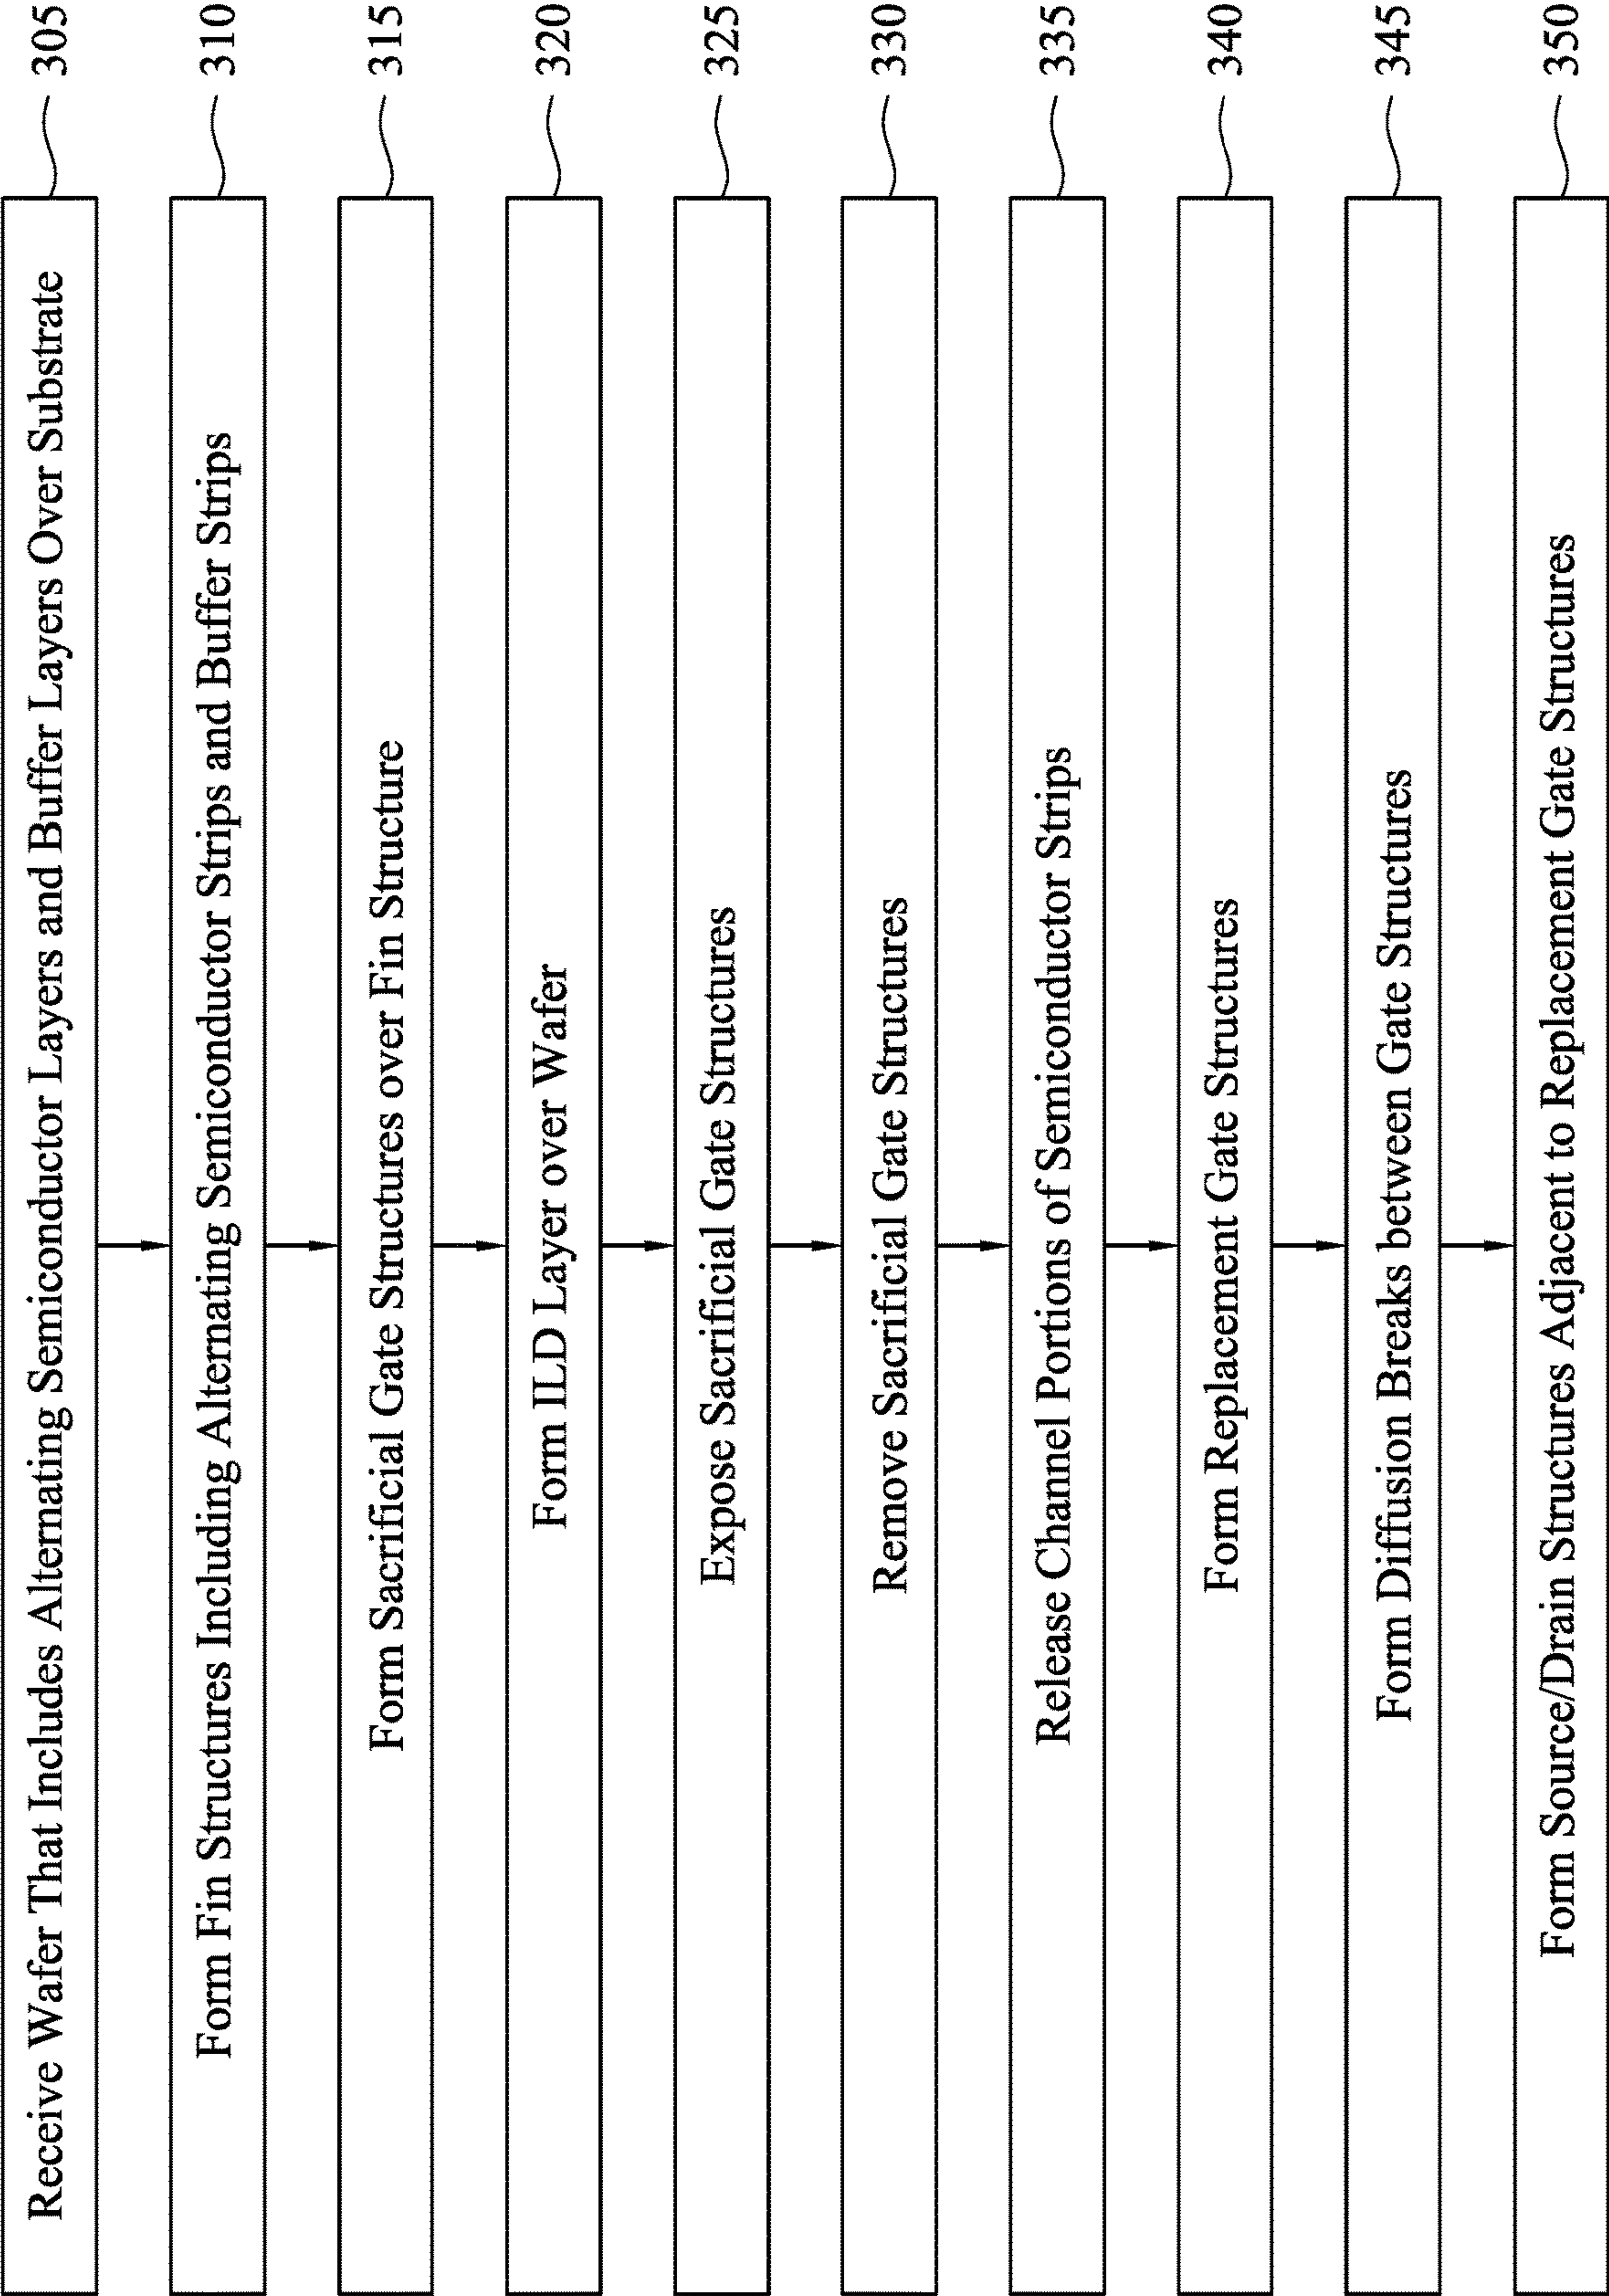 Receive Wafer That Includes Alternating Semiconductor Layers and Buffer Layers Over Substrate
305
Form Fin Structures Including Alternating Semiconductor Strips and Buffer Strips
310
Form Sacrificial Gate Structures over Fin Structure
315
Form ILD Layer over Wafer
320
Expose Sacrificial Gate Structures
325
Remove Sacrificial Gate Structures
330
Release Channel Portions of Semiconductor Strips
335
Form Replacement Gate Structures
340
Form Diffusion Breaks between Gate Structures
345
Form Source/Drain Structures Adjacent to Replacement Gate Structures
350